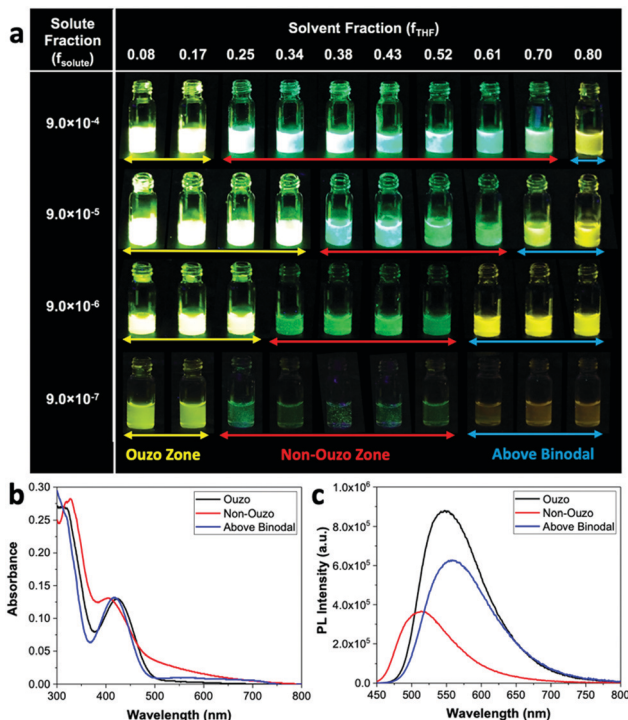 a
Solute Fraction (f_solute)
Solvent Fraction (f_THF)
0.08 0.17 0.25 0.34 0.38 0.43 0.52 0.61 0.70 0.80
9.0×10⁻⁴
9.0×10⁻⁵
9.0×10⁻⁶
9.0×10⁻⁷
Ouzo Zone Non-Ouzo Zone Above Binodal
b
0.30
0.25
0.20
0.15
0.10
0.05
0.00
Absorbance
Ouzo
Non-Ouzo
Above Binodal
300 400 500 600 700 800
Wavelength (nm)
c
1.0x10⁶
8.0x10⁵
6.0x10⁵
4.0x10⁵
2.0x10⁵
0.0
PL Intensity (a.u.)
Ouzo
Non-Ouzo
Above Binodal
450 500 550 600 650 700 750 800
Wavelength (nm)